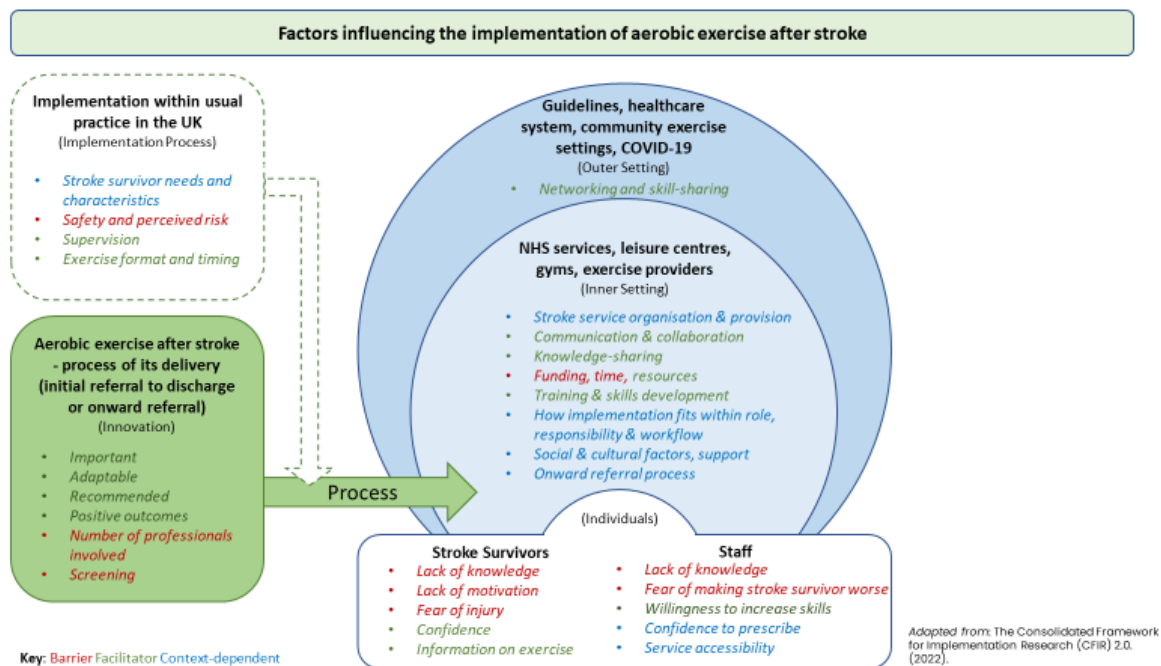 Factors influencing the implementation of aerobic exercise after stroke
Implementation within usual
practice in the UK
(Implementation Process)
• Stroke survivor needs and
characteristics
• Safety and perceived risk
• Supervision
• Exercise format and timing
Aerobic exercise after stroke
- process of its delivery
(initial referral to discharge
or onward referral)
(Innovation)
• Important
• Adaptable
• Recommended
• Positive outcomes
• Number of professionals
involved
• Screening
Process
Guidelines, healthcare
system, community exercise
settings, COVID-19
(Outer Setting)
• Networking and skill-sharing
NHS services, leisure centres,
gyms, exercise providers
(Inner Setting)
• Stroke service organisation & provision
• Communication & collaboration
• Knowledge-sharing
• Funding, time, resources
• Training & skills development
• How implementation fits within role,
responsibility & workflow
• Social & cultural factors, support
• Onward referral process
(Individuals)
Stroke Survivors
• Lack of knowledge
• Lack of motivation
• Fear of injury
• Confidence
• Information on exercise
Staff
• Lack of knowledge
• Fear of making stroke survivor worse
• Willingness to increase skills
• Confidence to prescribe
• Service accessibility
Key: Barrier Facilitator Context-dependent
Adapted from: The Consolidated Framework
for Implementation Research (CFIR) 2.0.
(2022).